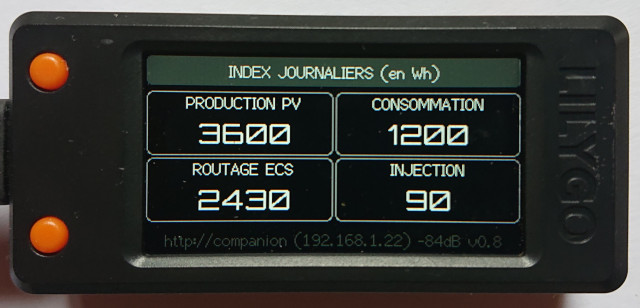 INDEX JOURNALIERS (en Wh)
PRODUCTION PV
3600
CONSOMMATION
1200
ROUTAGE ECS
2430
INJECTION
90
http://companion (192.168.1.22) -84dB v0.8
LILYGO